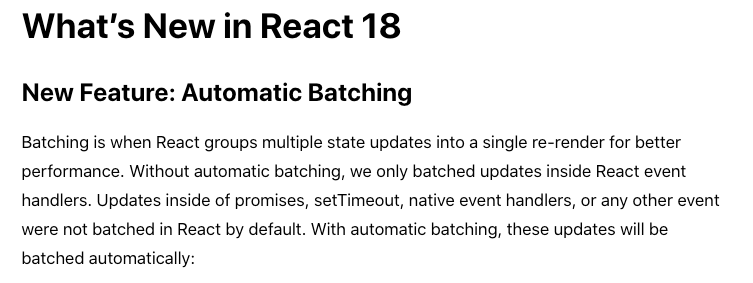 What’s New in React 18
New Feature: Automatic Batching
Batching is when React groups multiple state updates into a single re-render for better
performance. Without automatic batching, we only batched updates inside React event
handlers. Updates inside of promises, setTimeout, native event handlers, or any other event
were not batched in React by default. With automatic batching, these updates will be
batched automatically: